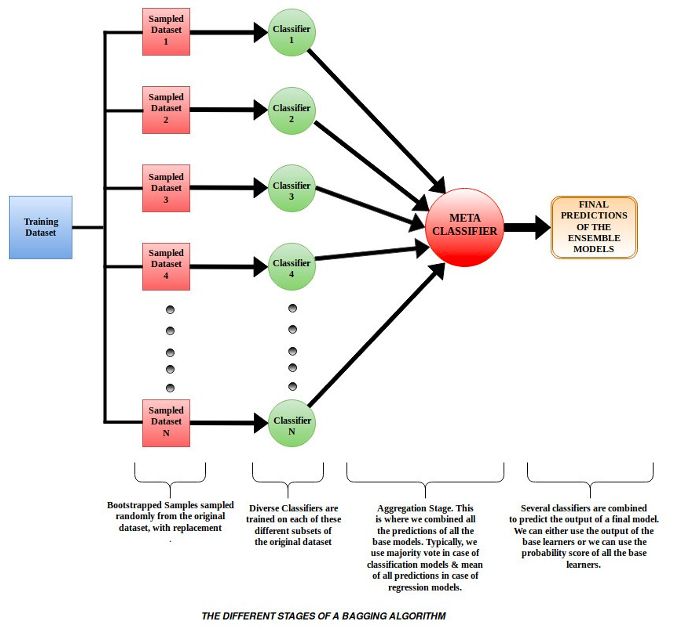 Sampled
Dataset
1
Classifier
1
Sampled
Dataset
2
Classifier
2
Sampled
Dataset
3
Classifier
3
Training
Dataset
META
CLASSIFIER
FINAL
PREDICTIONS
OF THE
ENSEMBLE
MODELS
Sampled
Dataset
4
Classifier
4
Sampled
Dataset
N
Classifier
N
Bootstrapped Samples sampled
randomly from the original
dataset, with replacement
.
Diverse Classifiers are
trained on each of these
different subsets of
the original dataset
Aggregation Stage. This
is where we combined all
the predictions of all the
base models. Typically, we
use majority vote in case of
classification models & mean
of all predictions in case of
regression models.
Several classifiers are combined
to predict the output of a final model.
We can either use the output of the
base learners or we can use the
probability score of all the base
learners.
THE DIFFERENT STAGES OF A BAGGING ALGORITHM